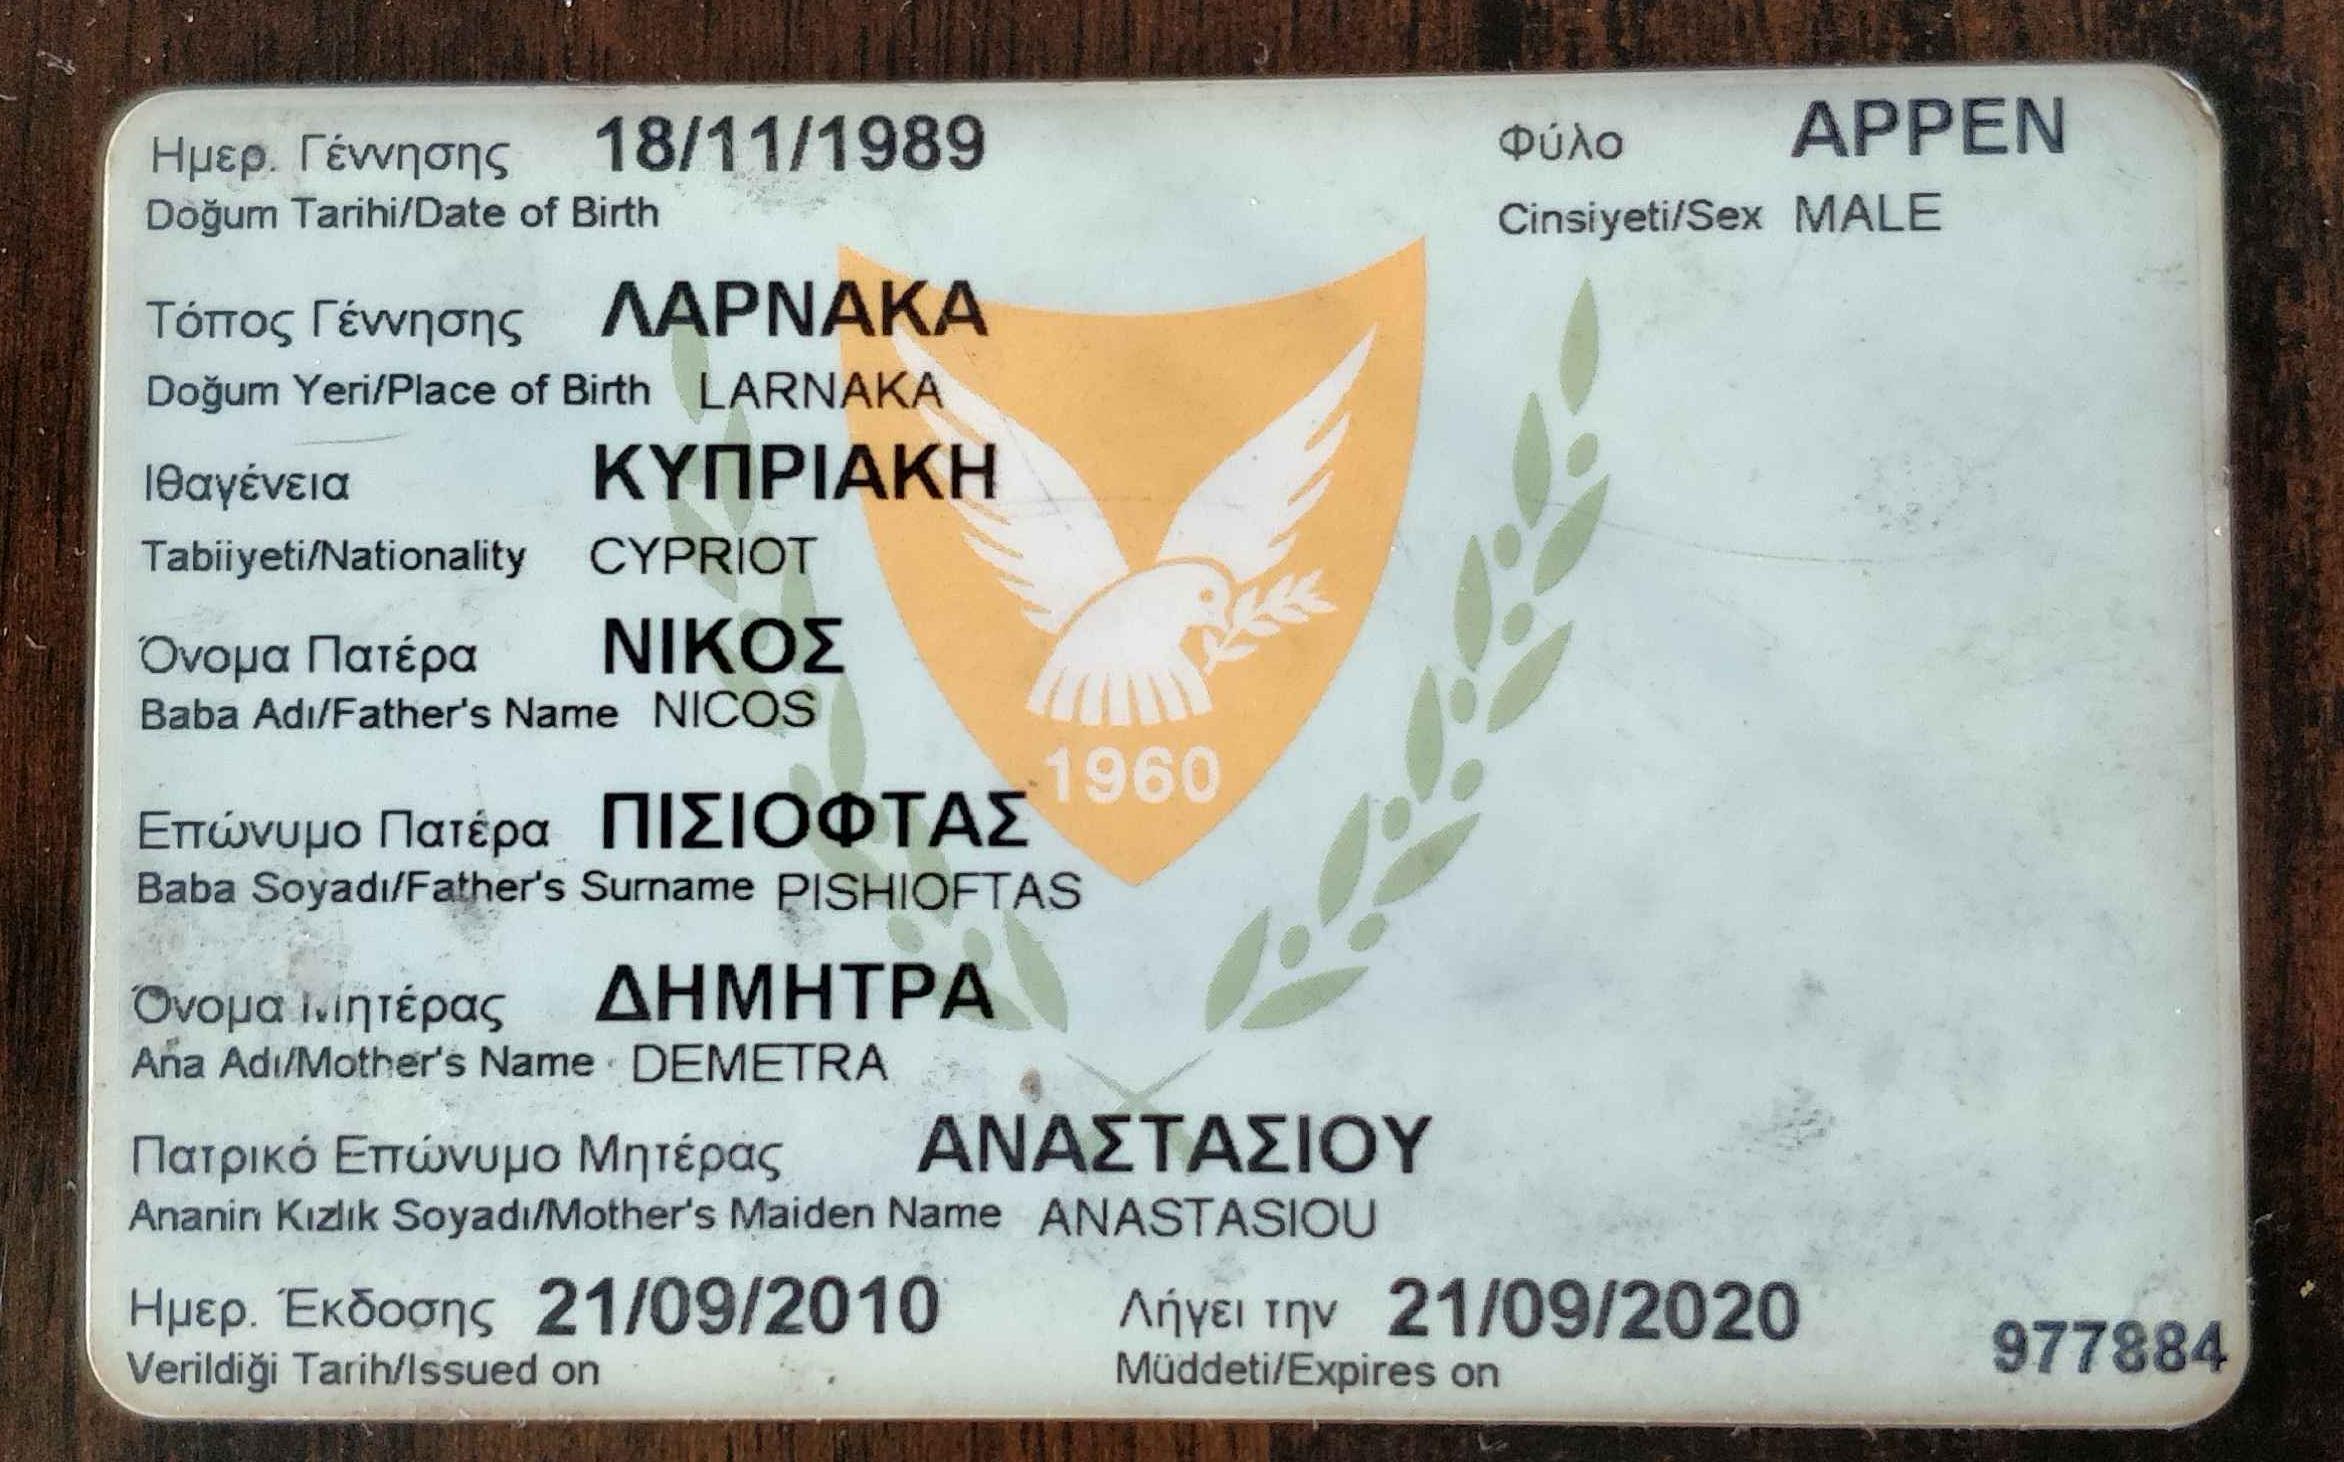 Ημερ. Γέννησης 18/11/1989 Φύλο ΑΡΡΕΝ
Doğum Tarihi/Date of Birth Cinsiyeti/Sex MALE
Τόπος Γέννησης ΛΑΡΝΑΚΑ
Doğum Yeri/Place of Birth LARNAKA
Ιθαγένεια ΚΥΠΡΙΑΚΗ
Tabiiyeti/Nationality CYPRIOT
Όνομα Πατέρα ΝΙΚΟΣ
Baba Adı/Father's Name NICOS
1960
Επώνυμο Πατέρα ΠΙΣΙΟΦΤΑΣ
Baba Soyadı/Father's Surname PISHIOFTAS
Όνομα Μητέρας ΔΗΜΗΤΡΑ
Ana Adı/Mother's Name DEMETRA
Πατρικό Επώνυμο Μητέρας ΑΝΑΣΤΑΣΙΟΥ
Ananin Kızlık Soyadı/Mother's Maiden Name ANASTASIOU
Ημερ. Έκδοσης 21/09/2010 Λήγει την 21/09/2020
Verildiği Tarih/Issued on Müddeti/Expires on 977884